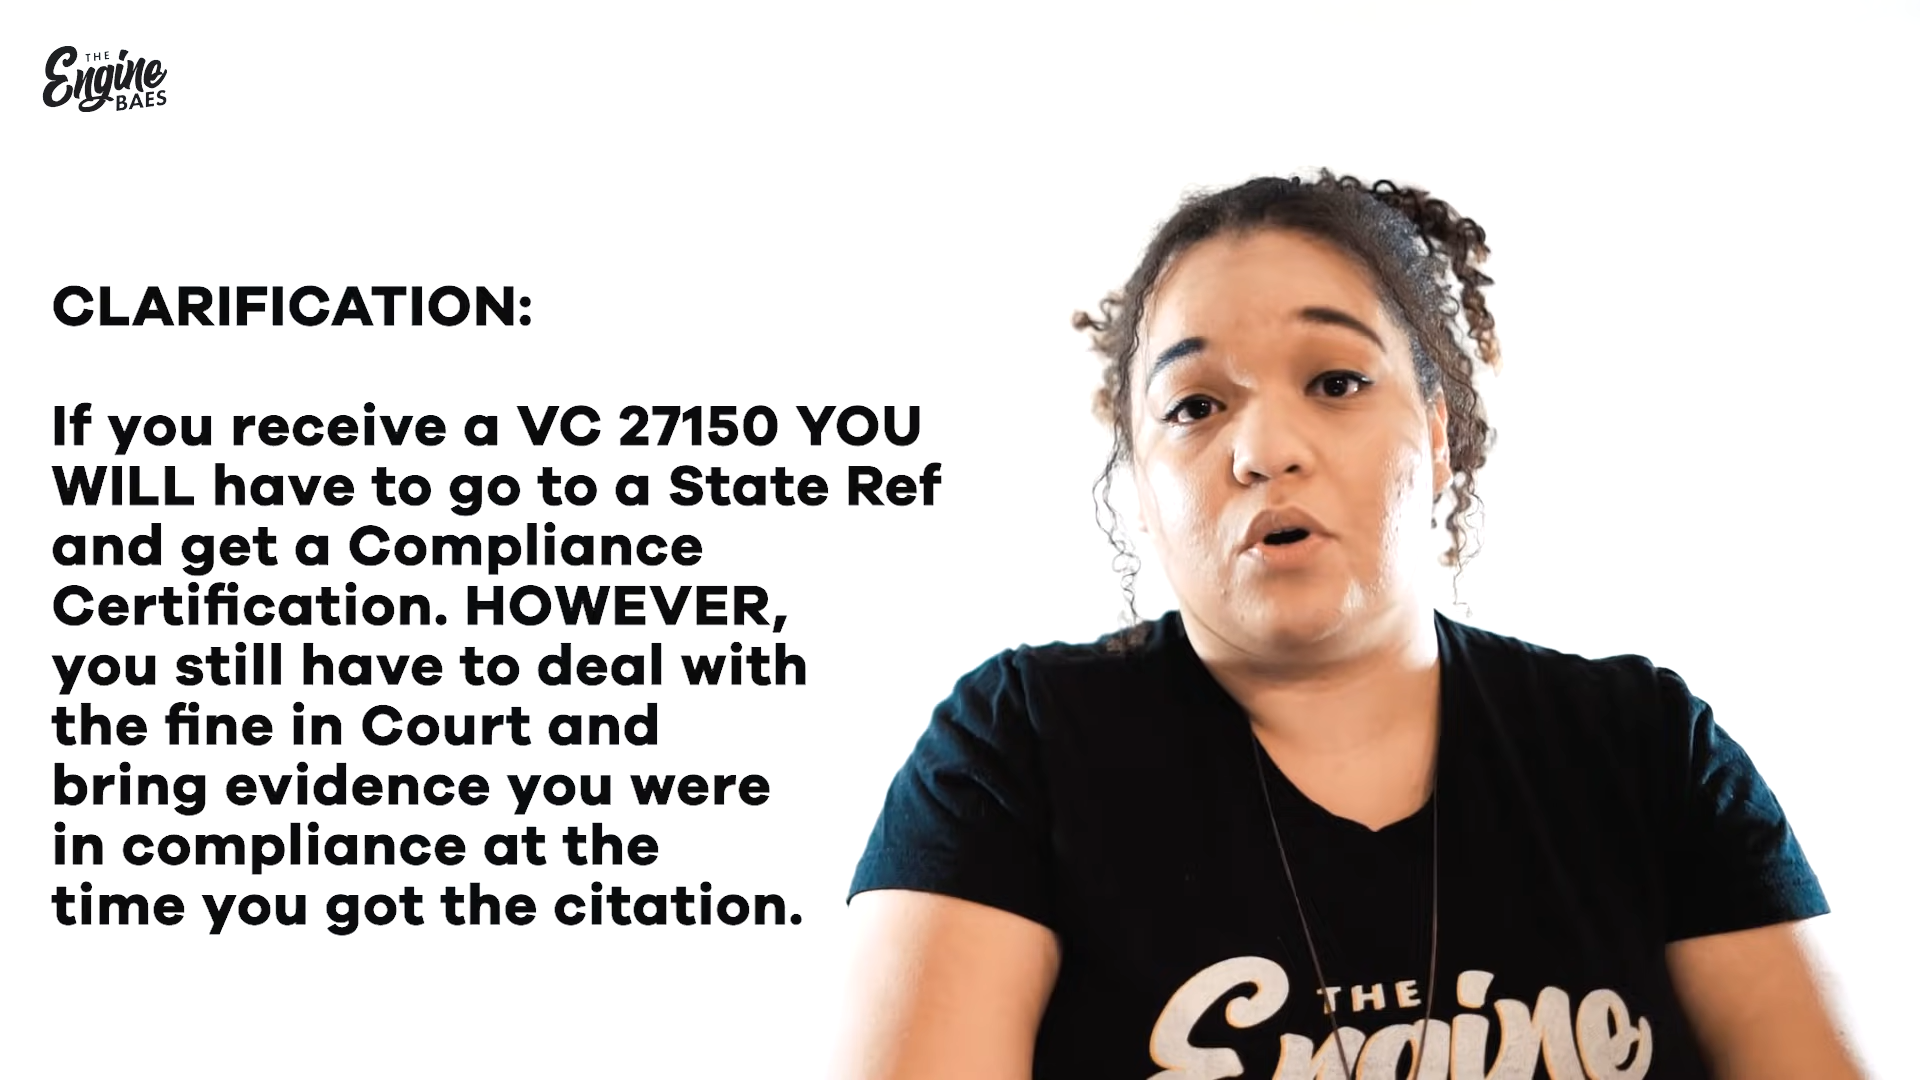 THE
Engine
BAES
CLARIFICATION:
If you receive a VC 27150 YOU
WILL have to go to a State Ref
and get a Compliance
Certification. HOWEVER,
you still have to deal with
the fine in Court and
bring evidence you were
in compliance at the
time you got the citation.
THE
Engine